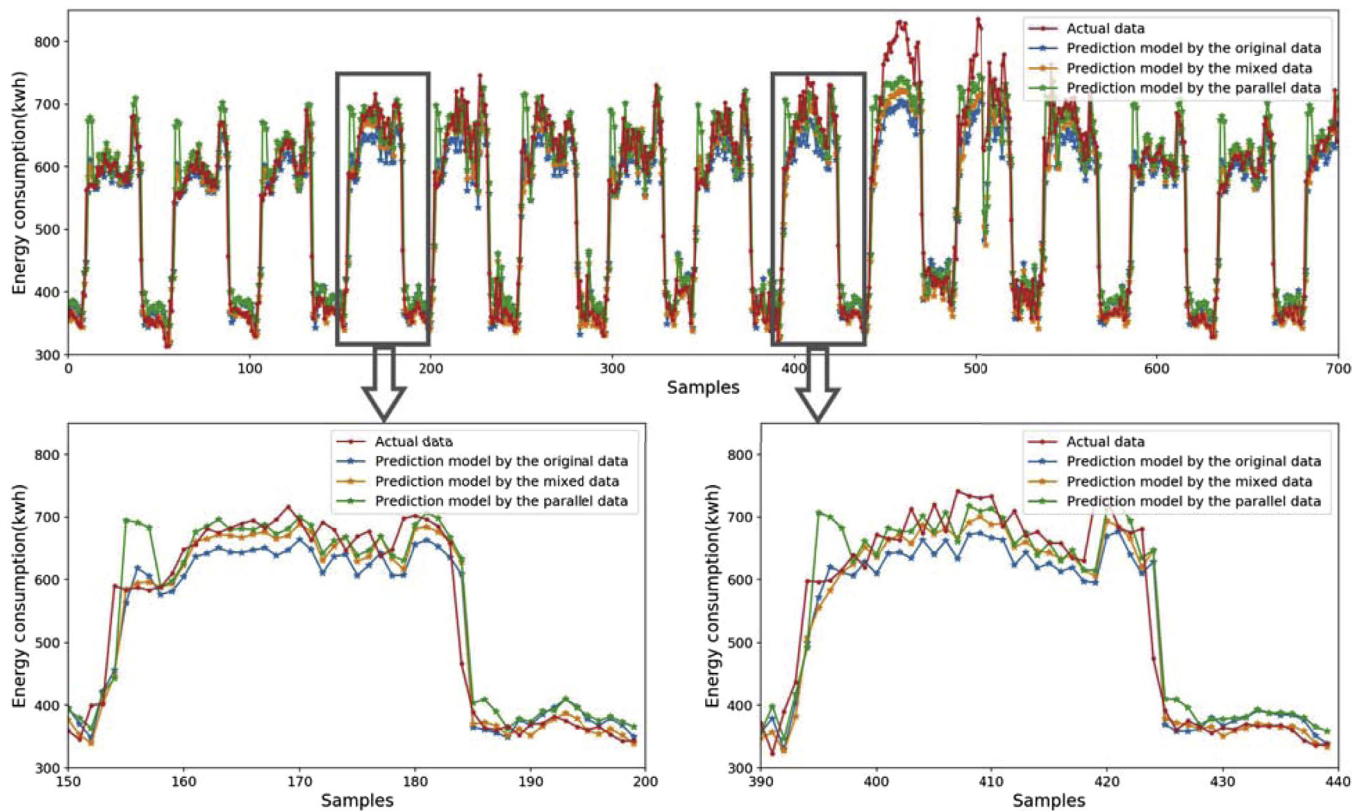 800
700
600
500
400
300
Energy consumption(kwh)
Actual data
Prediction model by the original data
Prediction model by the mixed data
Prediction model by the parallel data
0 100 200 300 400 500 600 700
Samples
800
700
600
500
400
300
Energy consumption(kwh)
Actual data
Prediction model by the original data
Prediction model by the mixed data
Prediction model by the parallel data
150 160 170 180 190 200
Samples
800
700
600
500
400
300
Energy consumption(kwh)
Actual data
Prediction model by the original data
Prediction model by the mixed data
Prediction model by the parallel data
390 400 410 420 430 440
Samples